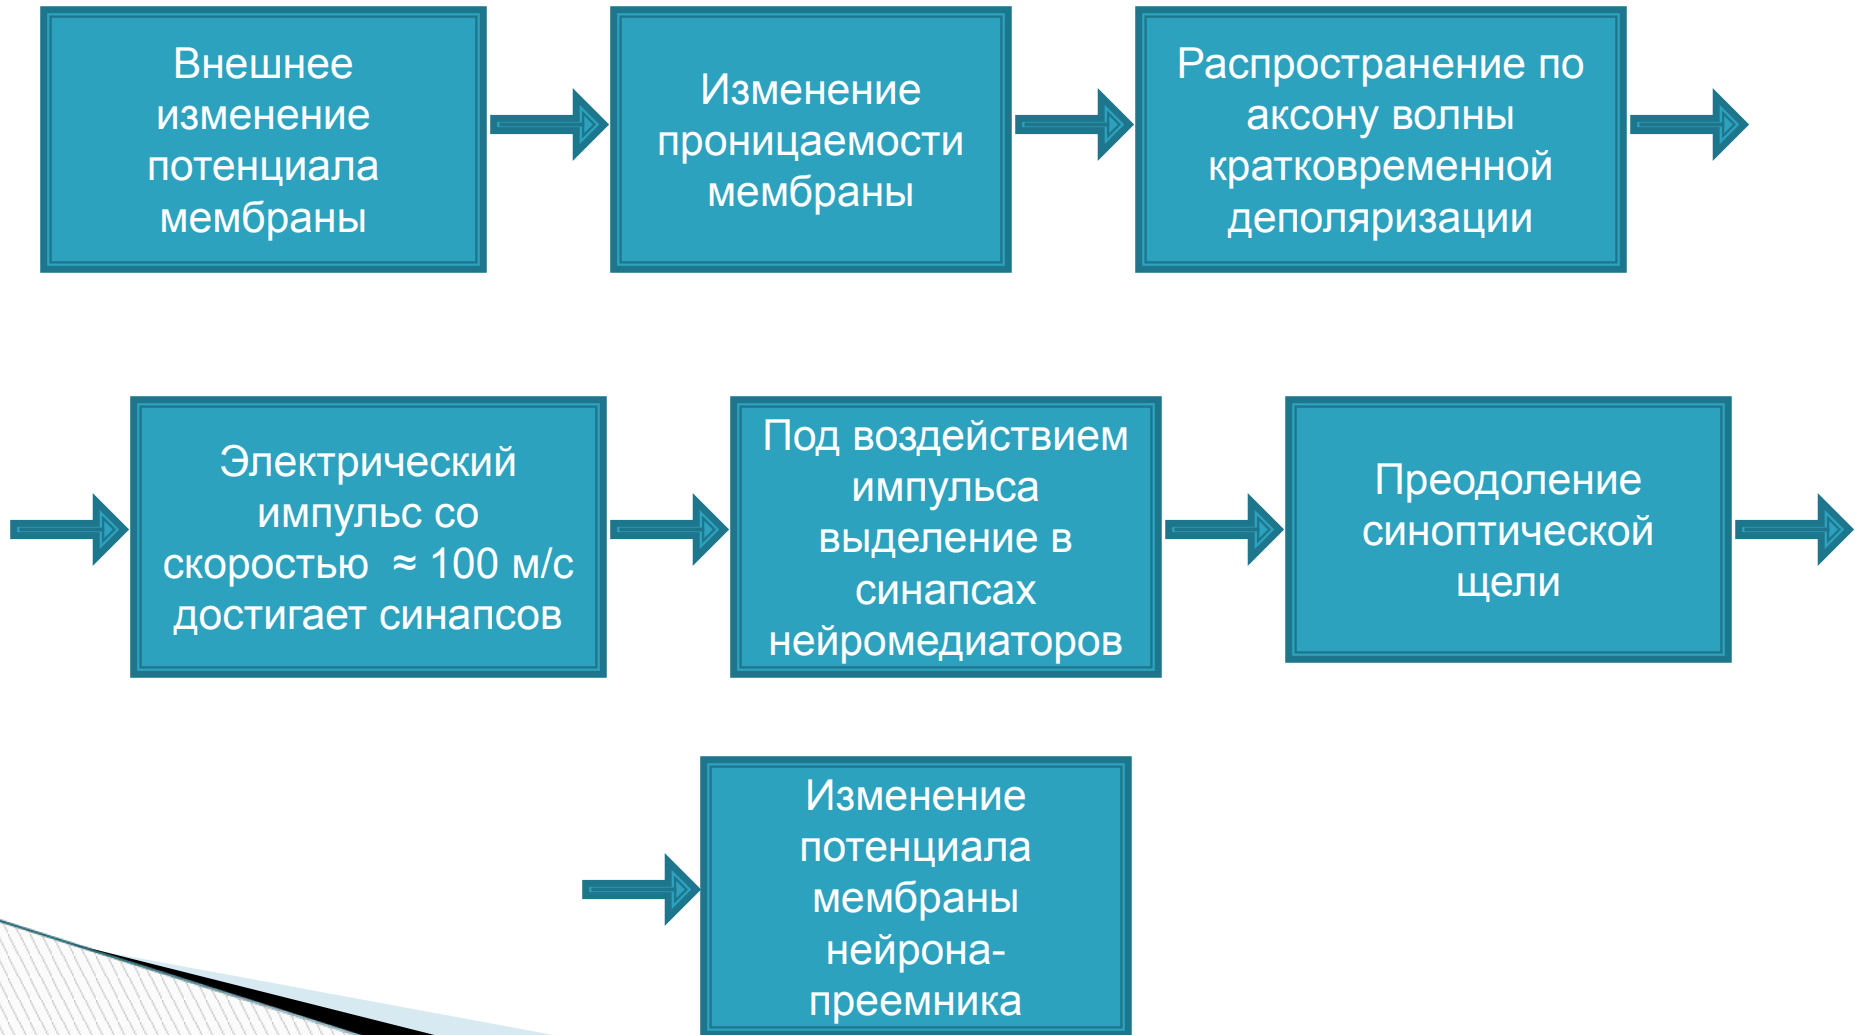 Внешнее
изменение
потенциала
мембраны
Изменение
проницаемости
мембраны
Распространение по
аксону волны
кратковременной
деполяризации
Электрический
импульс со
скоростью ≈ 100 м/с
достигает синапсов
Под воздействием
импульса
выделение в
синапсах
нейромедиаторов
Преодоление
синоптической
щели
Изменение
потенциала
мембраны
нейрона-
преемника